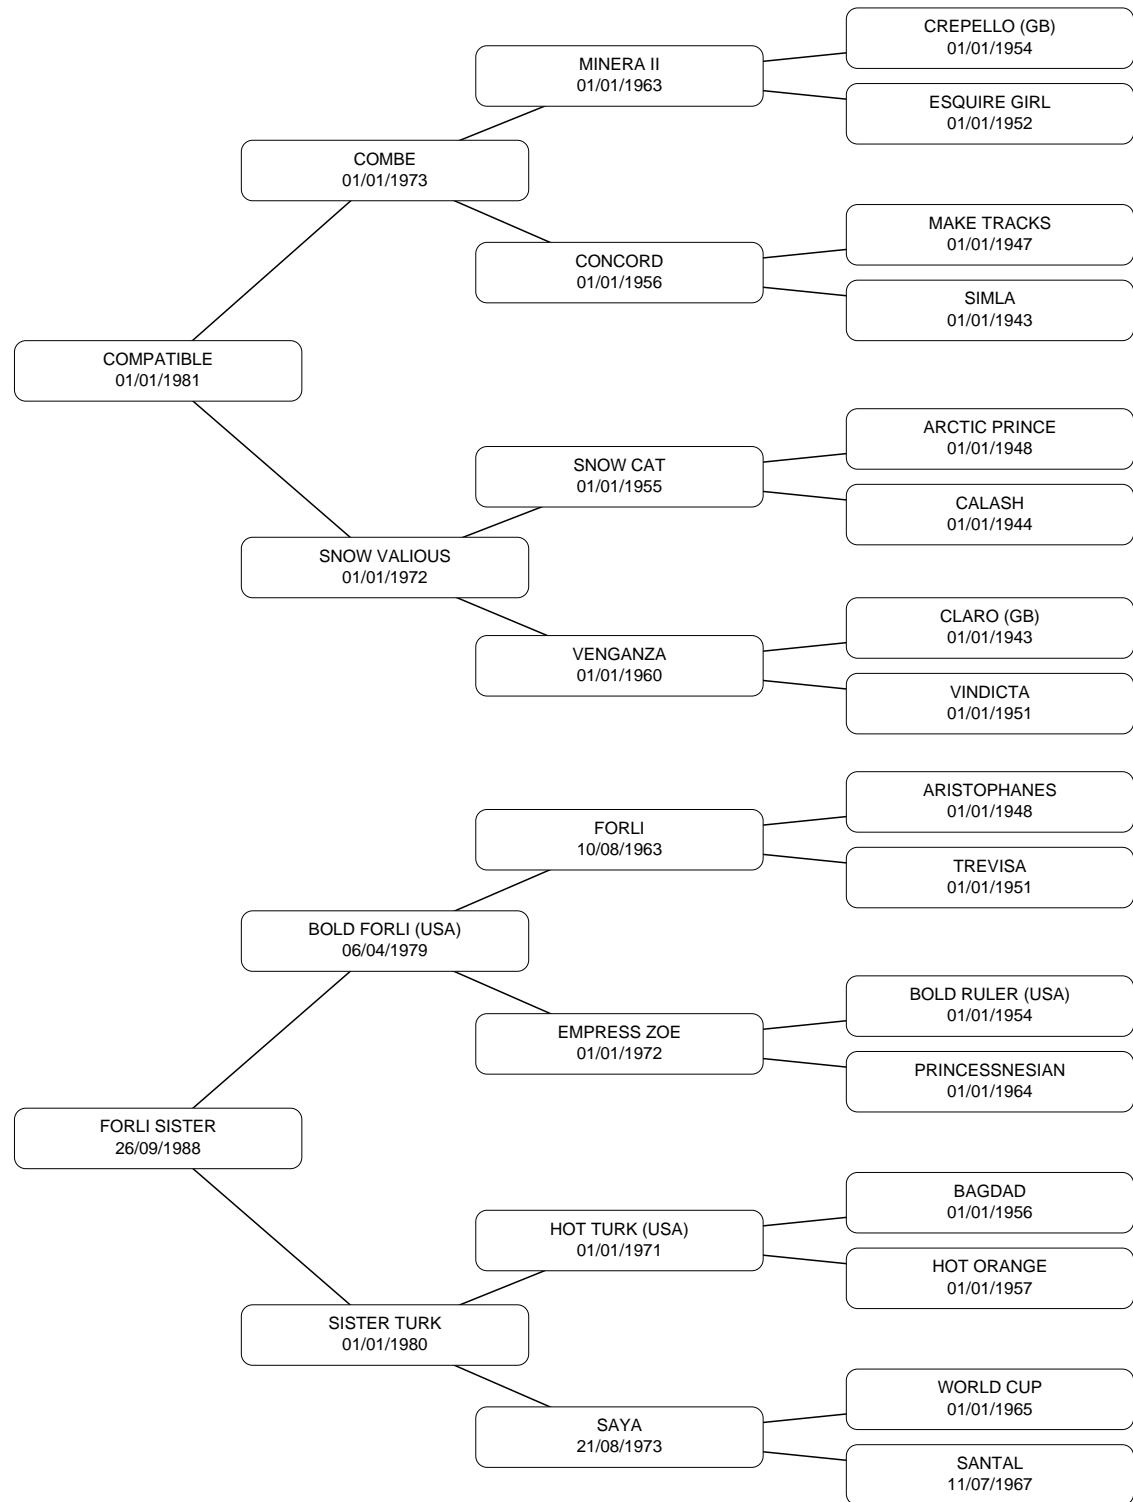 CREPELLO (GB)
01/01/1954
MINERA II
01/01/1963
ESQUIRE GIRL
01/01/1952
COMBE
01/01/1973
MAKE TRACKS
01/01/1947
CONCORD
01/01/1956
SIMLA
01/01/1943
COMPATIBLE
01/01/1981
ARCTIC PRINCE
01/01/1948
SNOW CAT
01/01/1955
CALASH
01/01/1944
SNOW VALIOUS
01/01/1972
CLARO (GB)
01/01/1943
VENGANZA
01/01/1960
VINDICTA
01/01/1951
ARISTOPHANES
01/01/1948
FORLI
10/08/1963
TREVISA
01/01/1951
BOLD FORLI (USA)
06/04/1979
BOLD RULER (USA)
01/01/1954
EMPRESS ZOE
01/01/1972
PRINCESSNESIAN
01/01/1964
FORLI SISTER
26/09/1988
BAGDAD
01/01/1956
HOT TURK (USA)
01/01/1971
HOT ORANGE
01/01/1957
SISTER TURK
01/01/1980
WORLD CUP
01/01/1965
SAYA
21/08/1973
SANTAL
11/07/1967